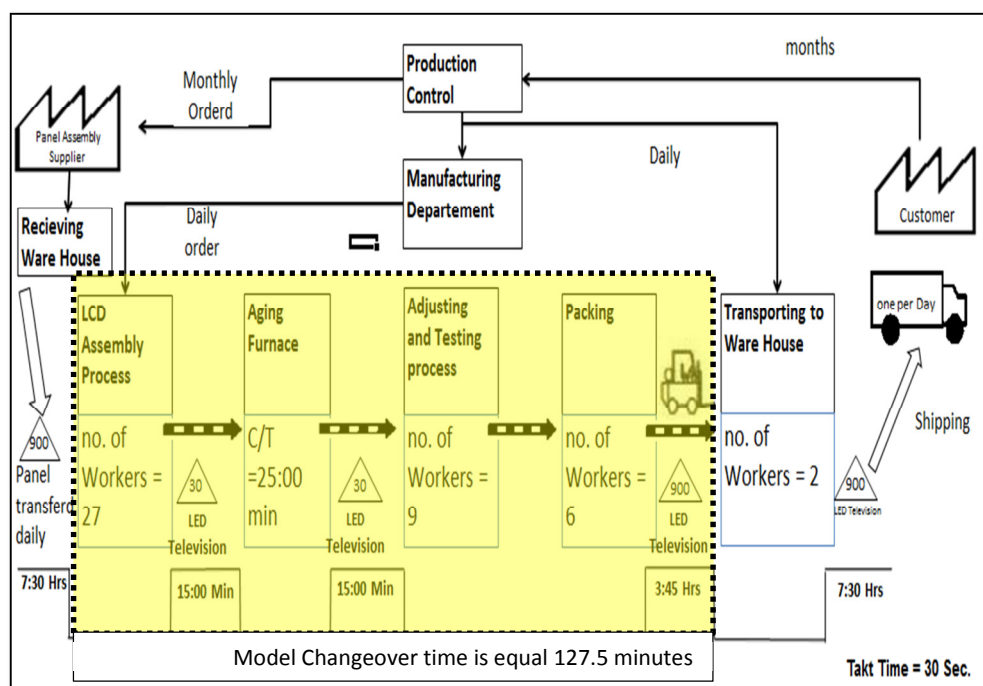 months
Production
Control
Monthly
Orderd
Panel Assembly
Supplier
Daily
Manufacturing
Departement
Customer
Recieving
Ware House
Daily
order
one per Day
LCD
Assembly
Process
Aging
Furnace
Adjusting
and Testing
process
Packing
Transporting to
Ware House
Shipping
900
Panel
transferd
daily
no. of
Workers =
27
30
LED
Television
C/T
=25:00
min
30
LED
Television
no. of
Workers =
9
no. of
Workers =
6
900
LED
Television
no. of
Workers = 2
900
LED Television
7:30 Hrs
15:00 Min
15:00 Min
3:45 Hrs
7:30 Hrs
Model Changeover time is equal 127.5 minutes
Takt Time = 30 Sec.